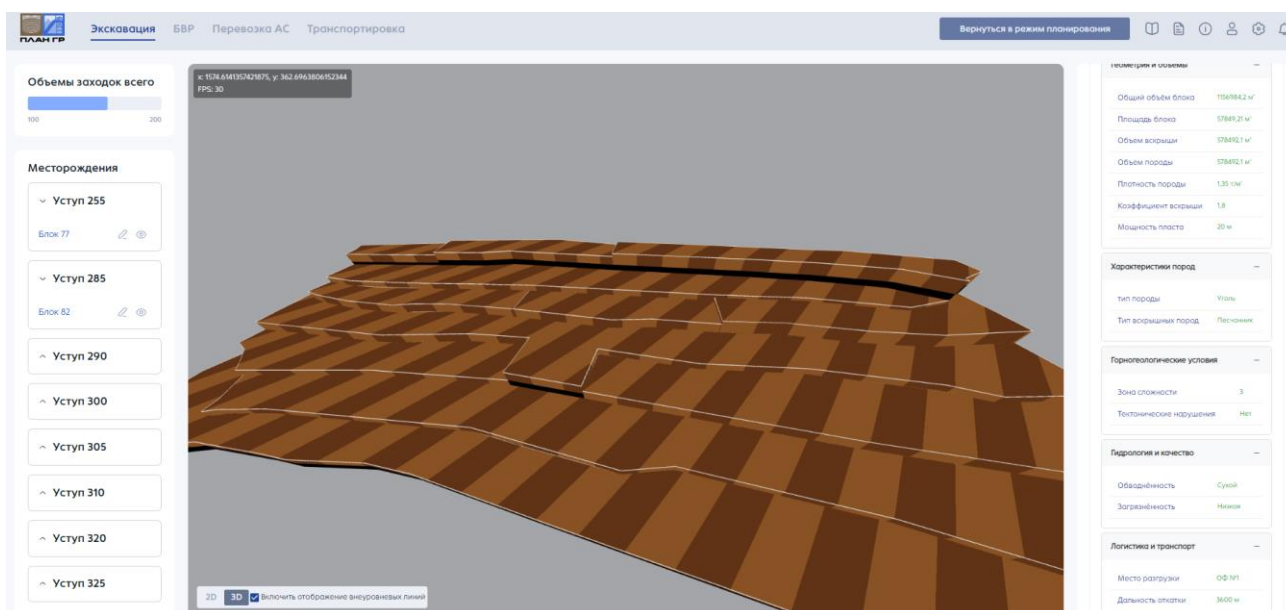 ПЛАН ГР
Экскавация
БВР
Перевозка АС
Транспортировка
Вернуться в режим планирования
Объемы заходок всего
100
200
Месторождения
Уступ 255
Блок 77
Уступ 285
Блок 82
Уступ 290
Уступ 300
Уступ 305
Уступ 310
Уступ 320
Уступ 325
x: 1574.6141357421875, y: 362.6963806152344
FPS: 30
2D
3D
Включить отображение внеуровневых линий
Геометрия и объемы
Общий объём блока 1156984,2 м³
Площадь блока 57849,21 м²
Объем вскрыши 578492,1 м³
Объем породы 578492,1 м³
Плотность породы 1,35 т/м³
Коэффициент вскрыши 1,8
Мощность пласта 20 м
Характеристики пород
тип породы Уголь
Тип вскрышных пород Песчанник
Горногеологические условия
Зона сложности 3
Тектонические нарушения Нет
Гидрология и качество
Обводнённость Сухой
Загрязнённость Низкая
Логистика и транспорт
Место разгрузки ОФ №1
Дальность откатки 3600 м